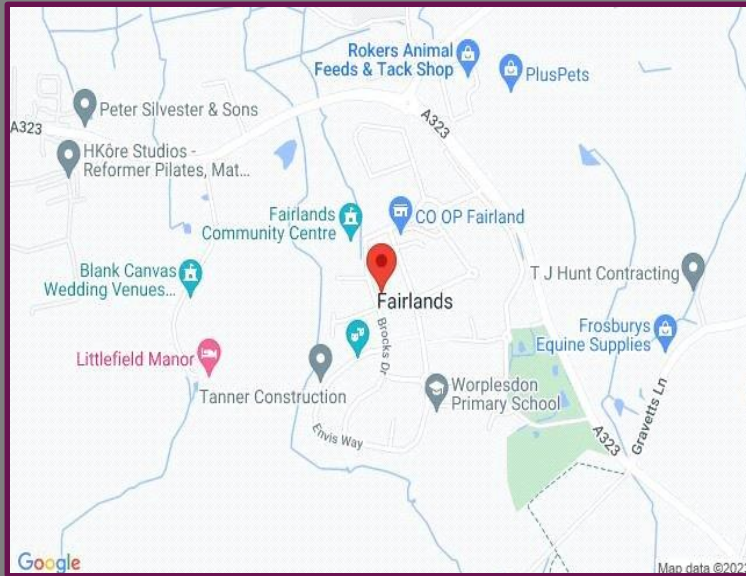 Rokers Animal
Feeds & Tack Shop
PlusPets
Peter Silvester & Sons
A323
A323
HKôre Studios -
Reformer Pilates, Mat...
Fairlands
Community Centre
CO OP Fairland
Blank Canvas
Wedding Venues...
T J Hunt Contracting
Fairlands
Brocks Dr
Frosburys
Equine Supplies
Littlefield Manor
Tanner Construction
Worplesdon
Primary School
Gravetts Ln
Envis Way
A323
Google
Map data ©202